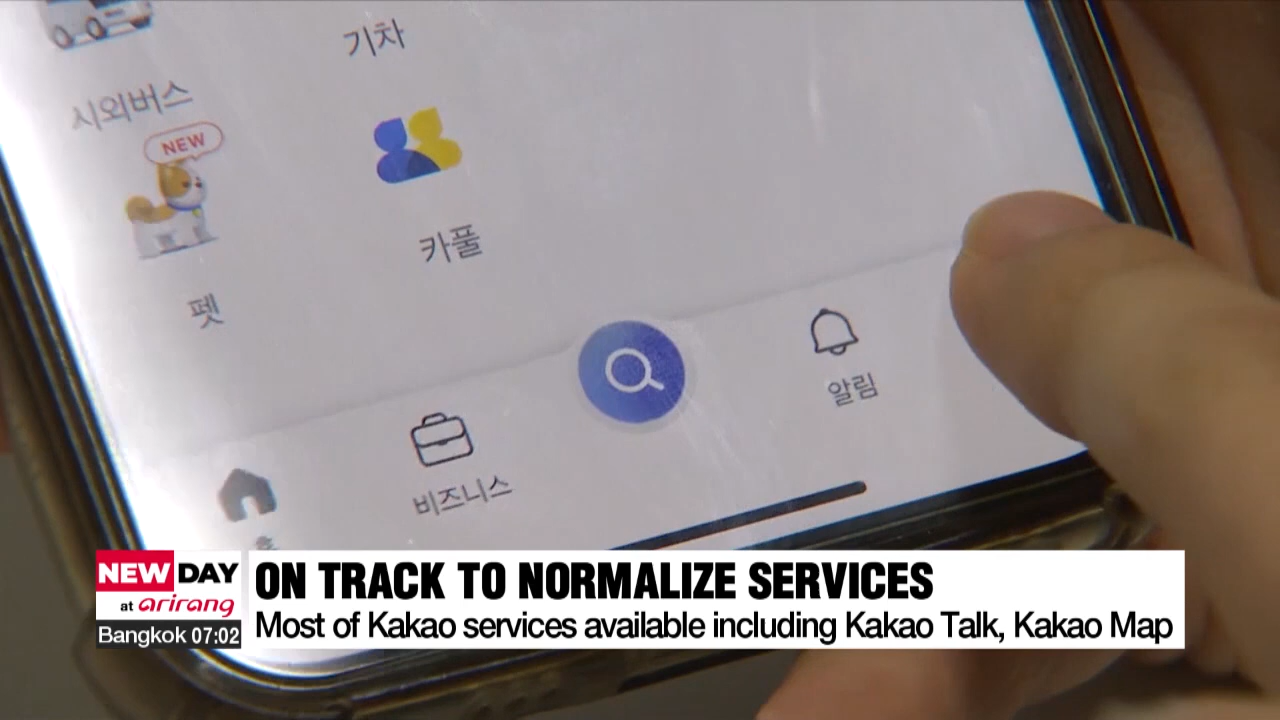 기차
시외버스
NEW
카풀
펫
알림
비즈니스
홈
NEW DAY
at arirang
Bangkok 07:02
ON TRACK TO NORMALIZE SERVICES
Most of Kakao services available including Kakao Talk, Kakao Map